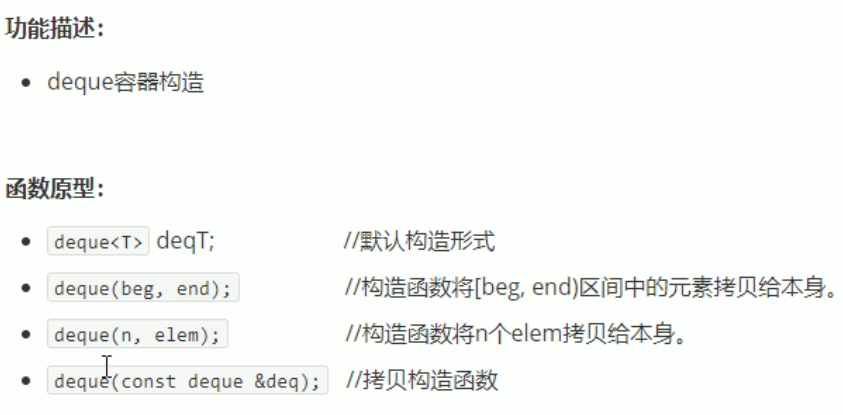 功能描述：
deque容器构造
函数原型：
deque<T> deqT; //默认构造形式
deque(beg, end); //构造函数将[beg, end)区间中的元素拷贝给本身。
deque(n, elem); //构造函数将n个elem拷贝给本身。
deque(const deque &deq); //拷贝构造函数